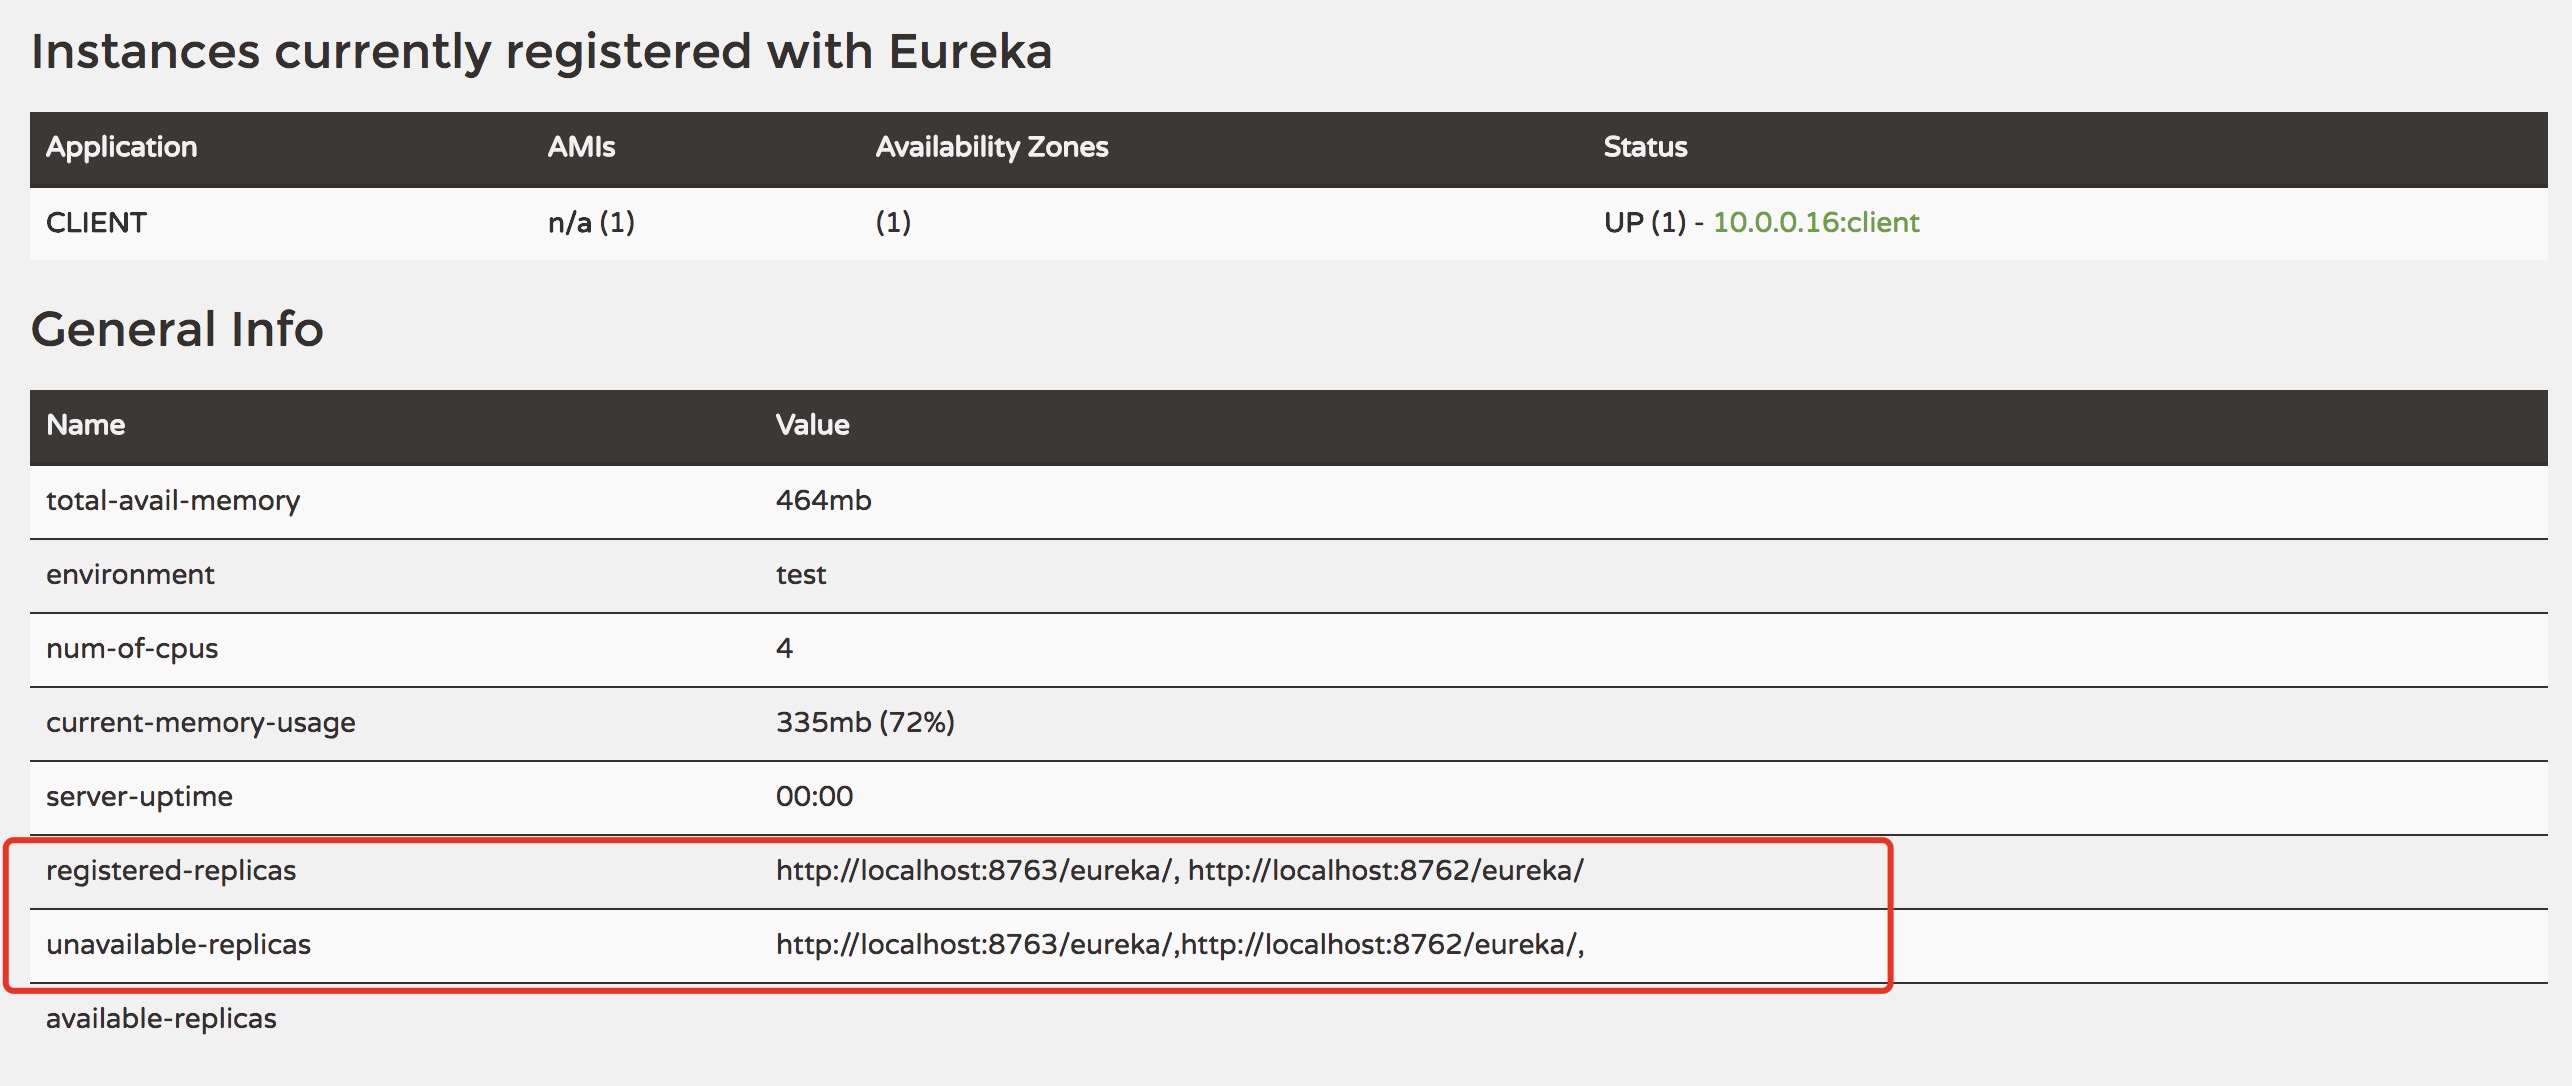 Instances currently registered with Eureka
Application AMIs Availability Zones Status
CLIENT n/a (1) (1) UP (1) - 10.0.0.16:client
General Info
Name Value
total-avail-memory 464mb
environment test
num-of-cpus 4
current-memory-usage 335mb (72%)
server-uptime 00:00
registered-replicas http://localhost:8763/eureka/, http://localhost:8762/eureka/
unavailable-replicas http://localhost:8763/eureka/,http://localhost:8762/eureka/,
available-replicas